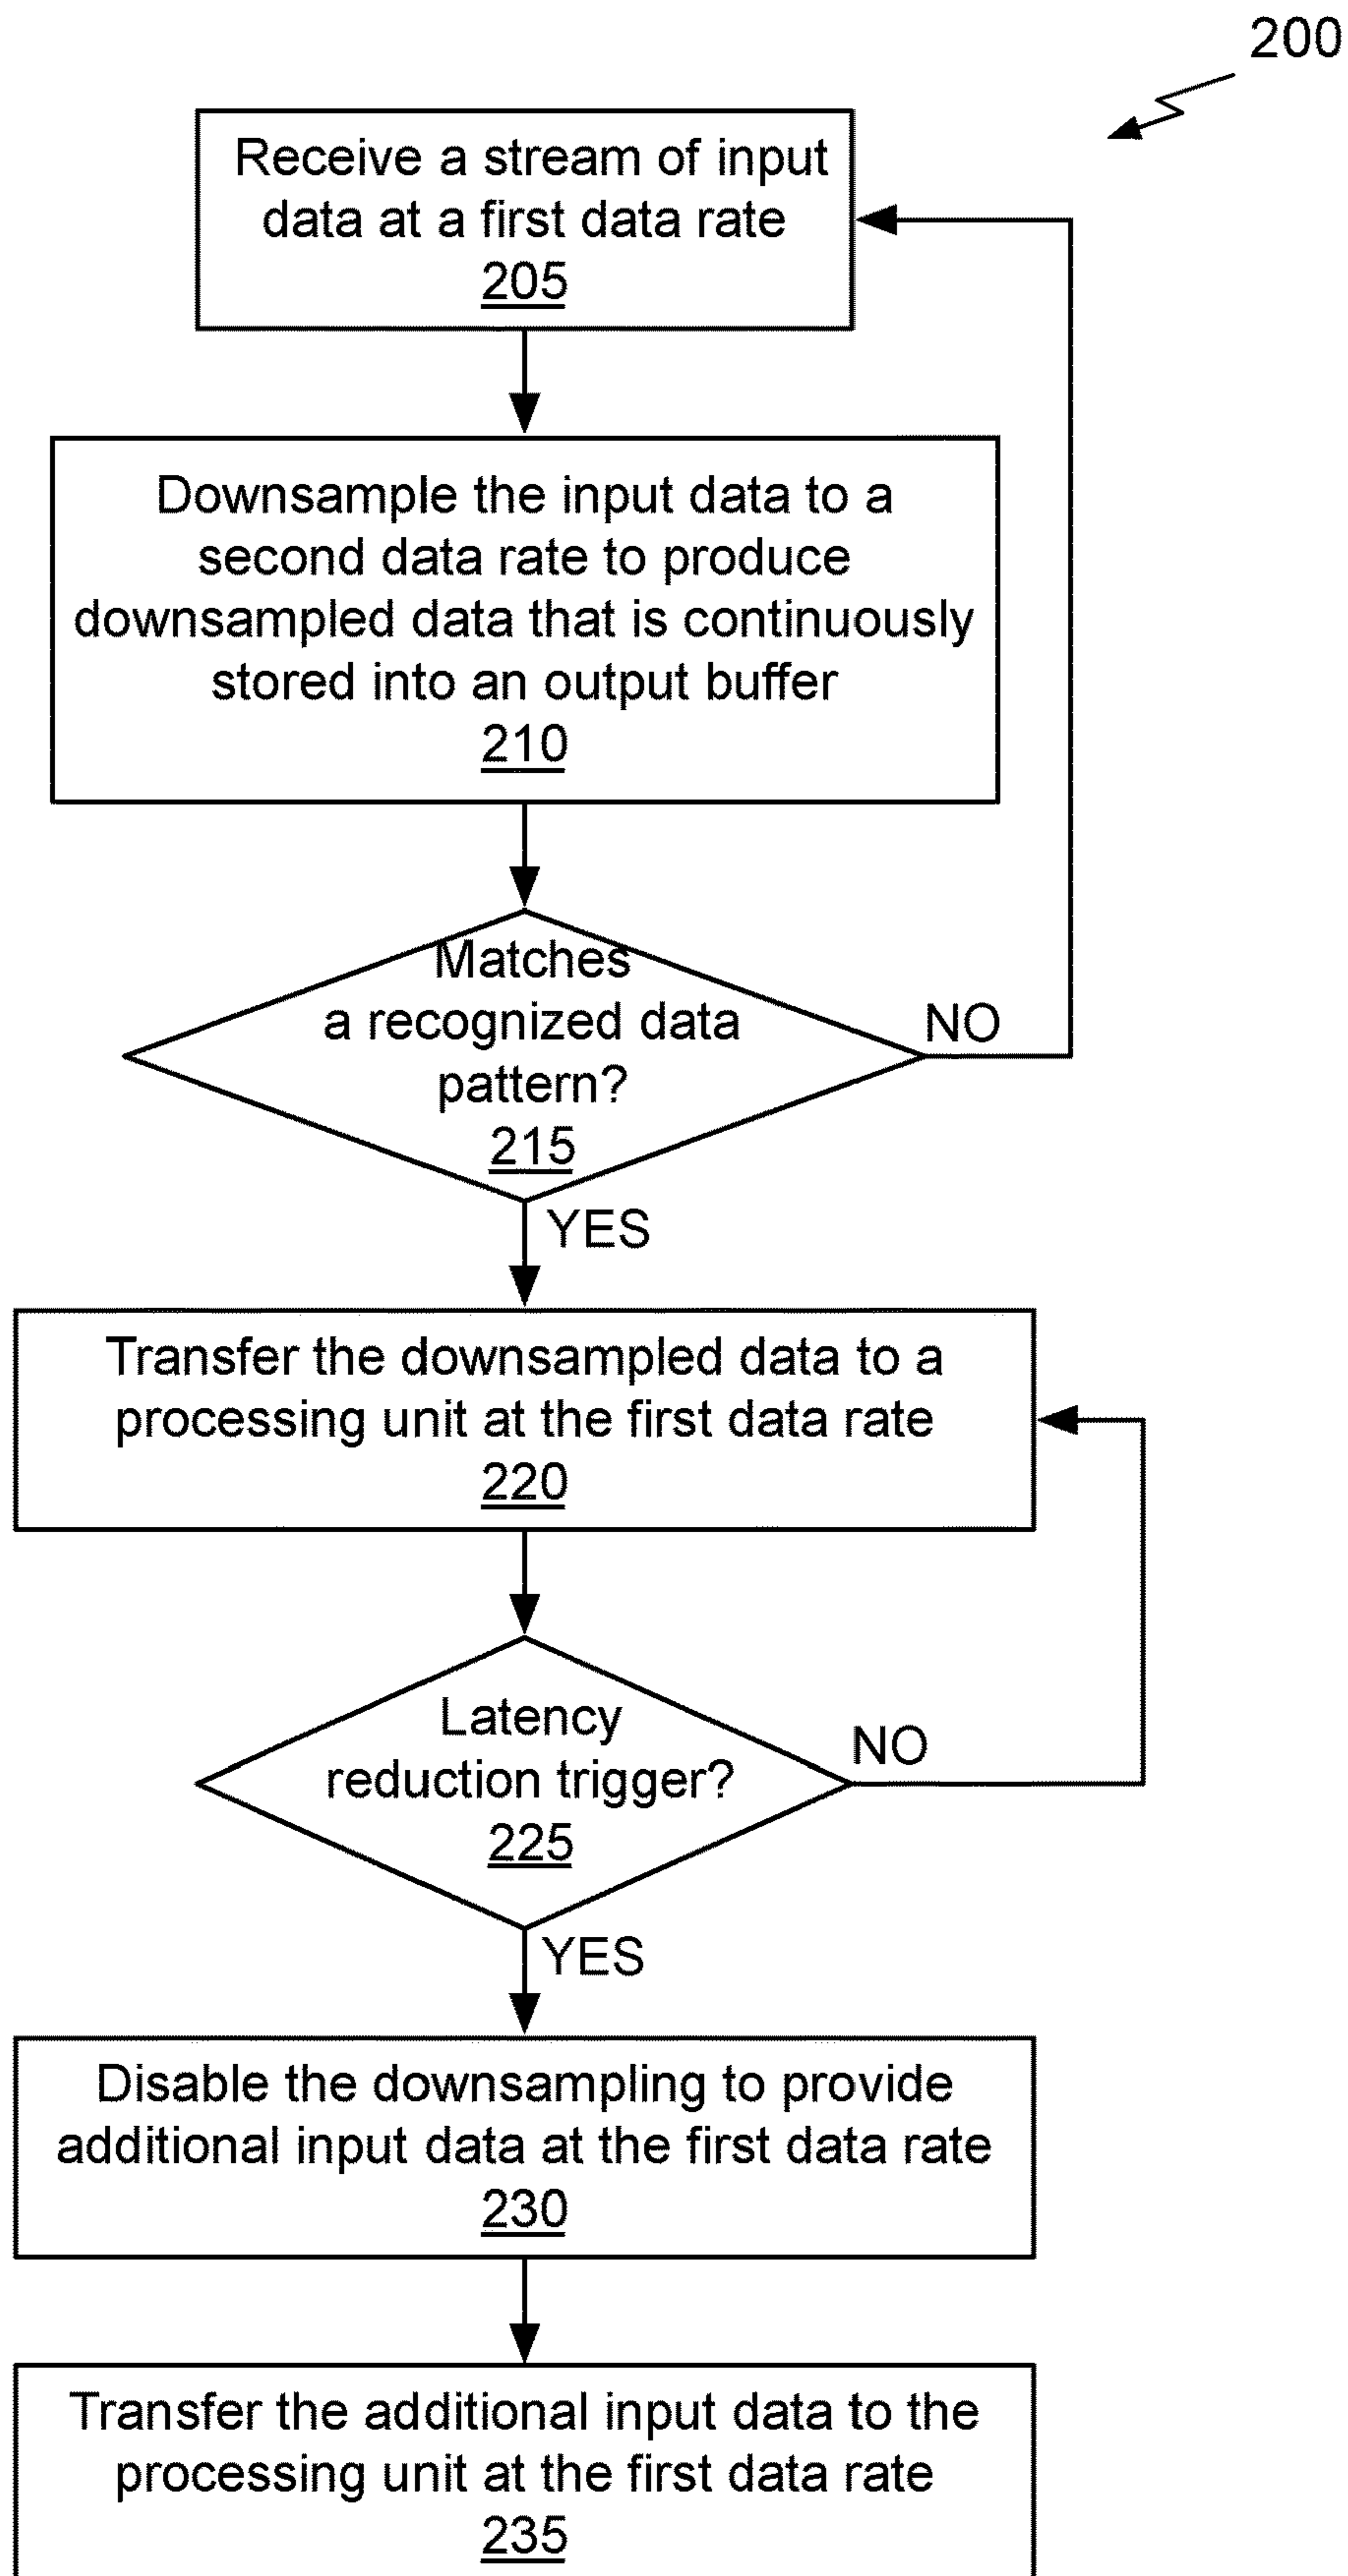 200
Receive a stream of input
data at a first data rate
205
Downsample the input data to a
second data rate to produce
downsampled data that is continuously
stored into an output buffer
210
Matches
a recognized data
pattern?
215
NO
YES
Transfer the downsampled data to a
processing unit at the first data rate
220
Latency
reduction trigger?
225
NO
YES
Disable the downsampling to provide
additional input data at the first data rate
230
Transfer the additional input data to the
processing unit at the first data rate
235